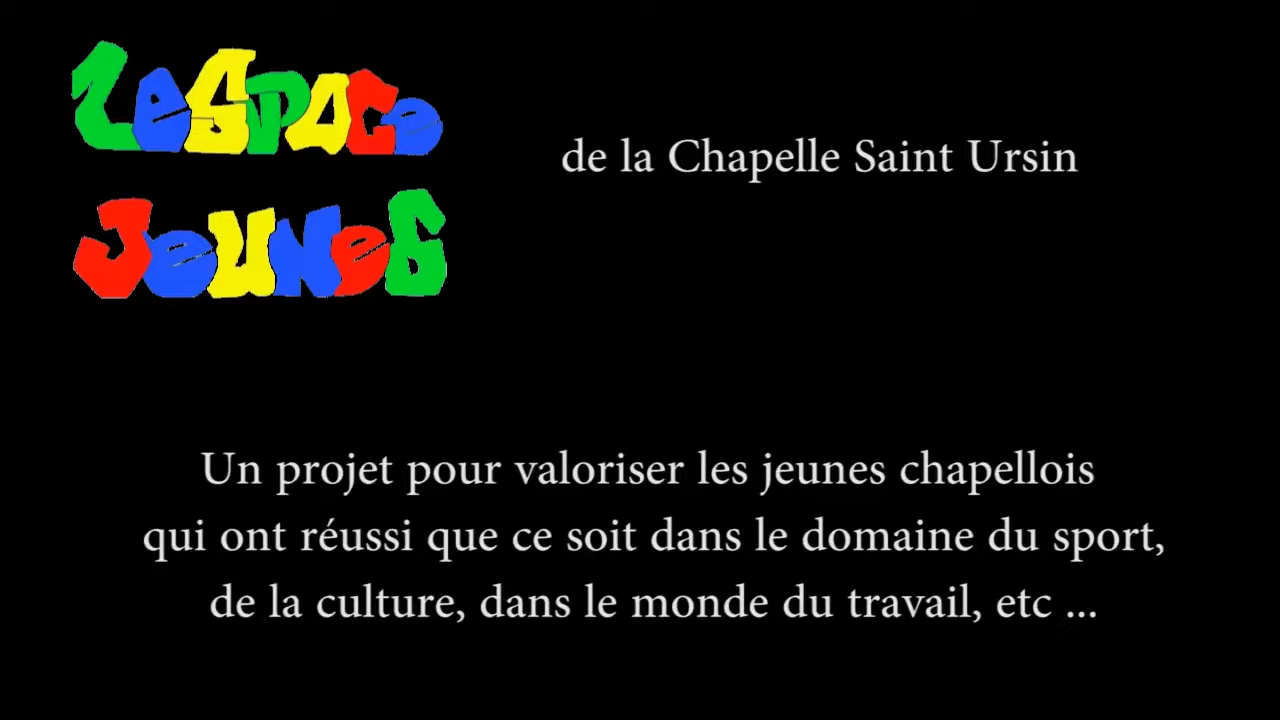 LeSpace
de la Chapelle Saint Ursin
JeuNeS
Un projet pour valoriser les jeunes chapellois
qui ont réussi que ce soit dans le domaine du sport,
de la culture, dans le monde du travail, etc ...